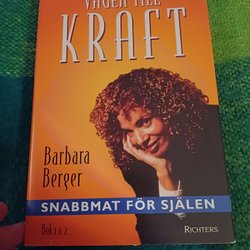 VÄGEN TILL
KRAFT
Barbara
Berger
SNABBMAT FÖR SJÄLEN
Bok 1 & 2
RICHTERS